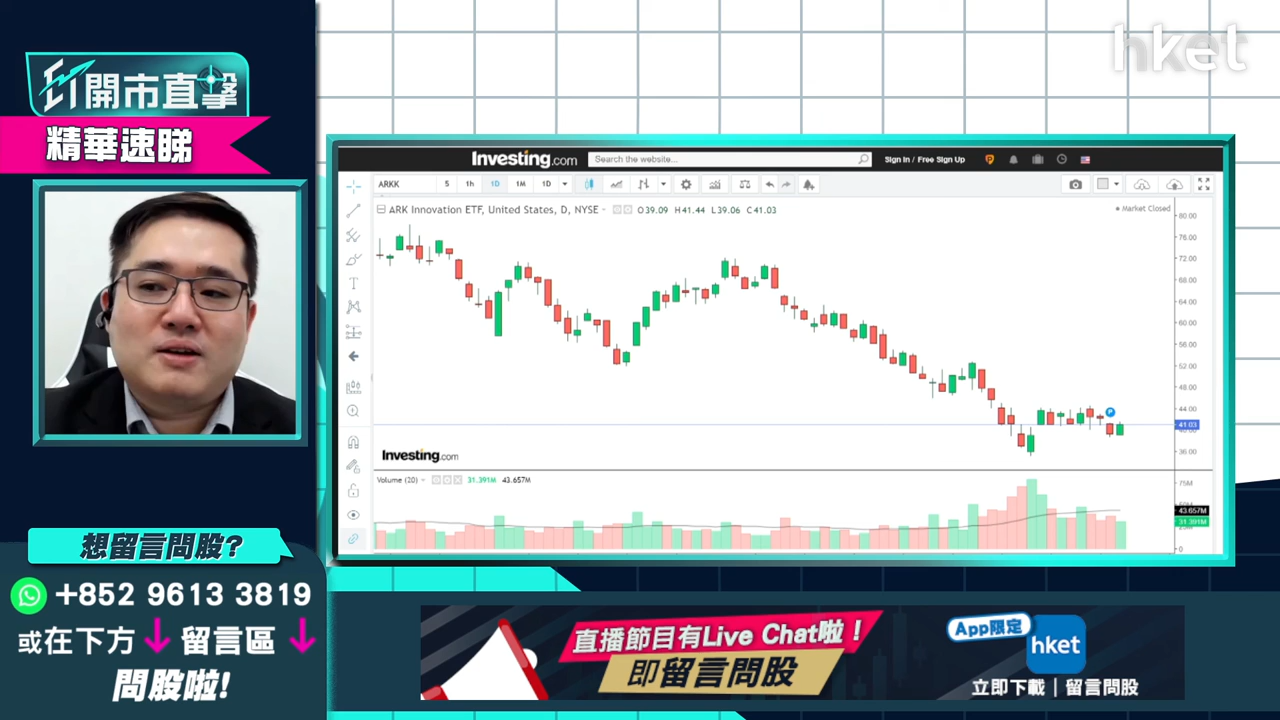 hket
ET開市直擊
精華速睇
Investing.com
Search the website...
Sign In / Free Sign Up
ARKK
5
1h
1D
1M
1D
ARK Innovation ETF, United States, D, NYSE
O39.09 H41.44 L39.06 C41.03
Market Closed
80.00
76.00
72.00
68.00
64.00
60.00
56.00
52.00
48.00
44.00
41.03
40.00
36.00
P
Investing.com
Volume (20)
31.391M 43.657M
75M
43.657M
31.391M
0
想留言問股?
+852 9613 3819
或在下方↓留言區↓
問股啦!
直播節目有Live Chat啦!
即留言問股
App限定
hket
立即下載|留言問股